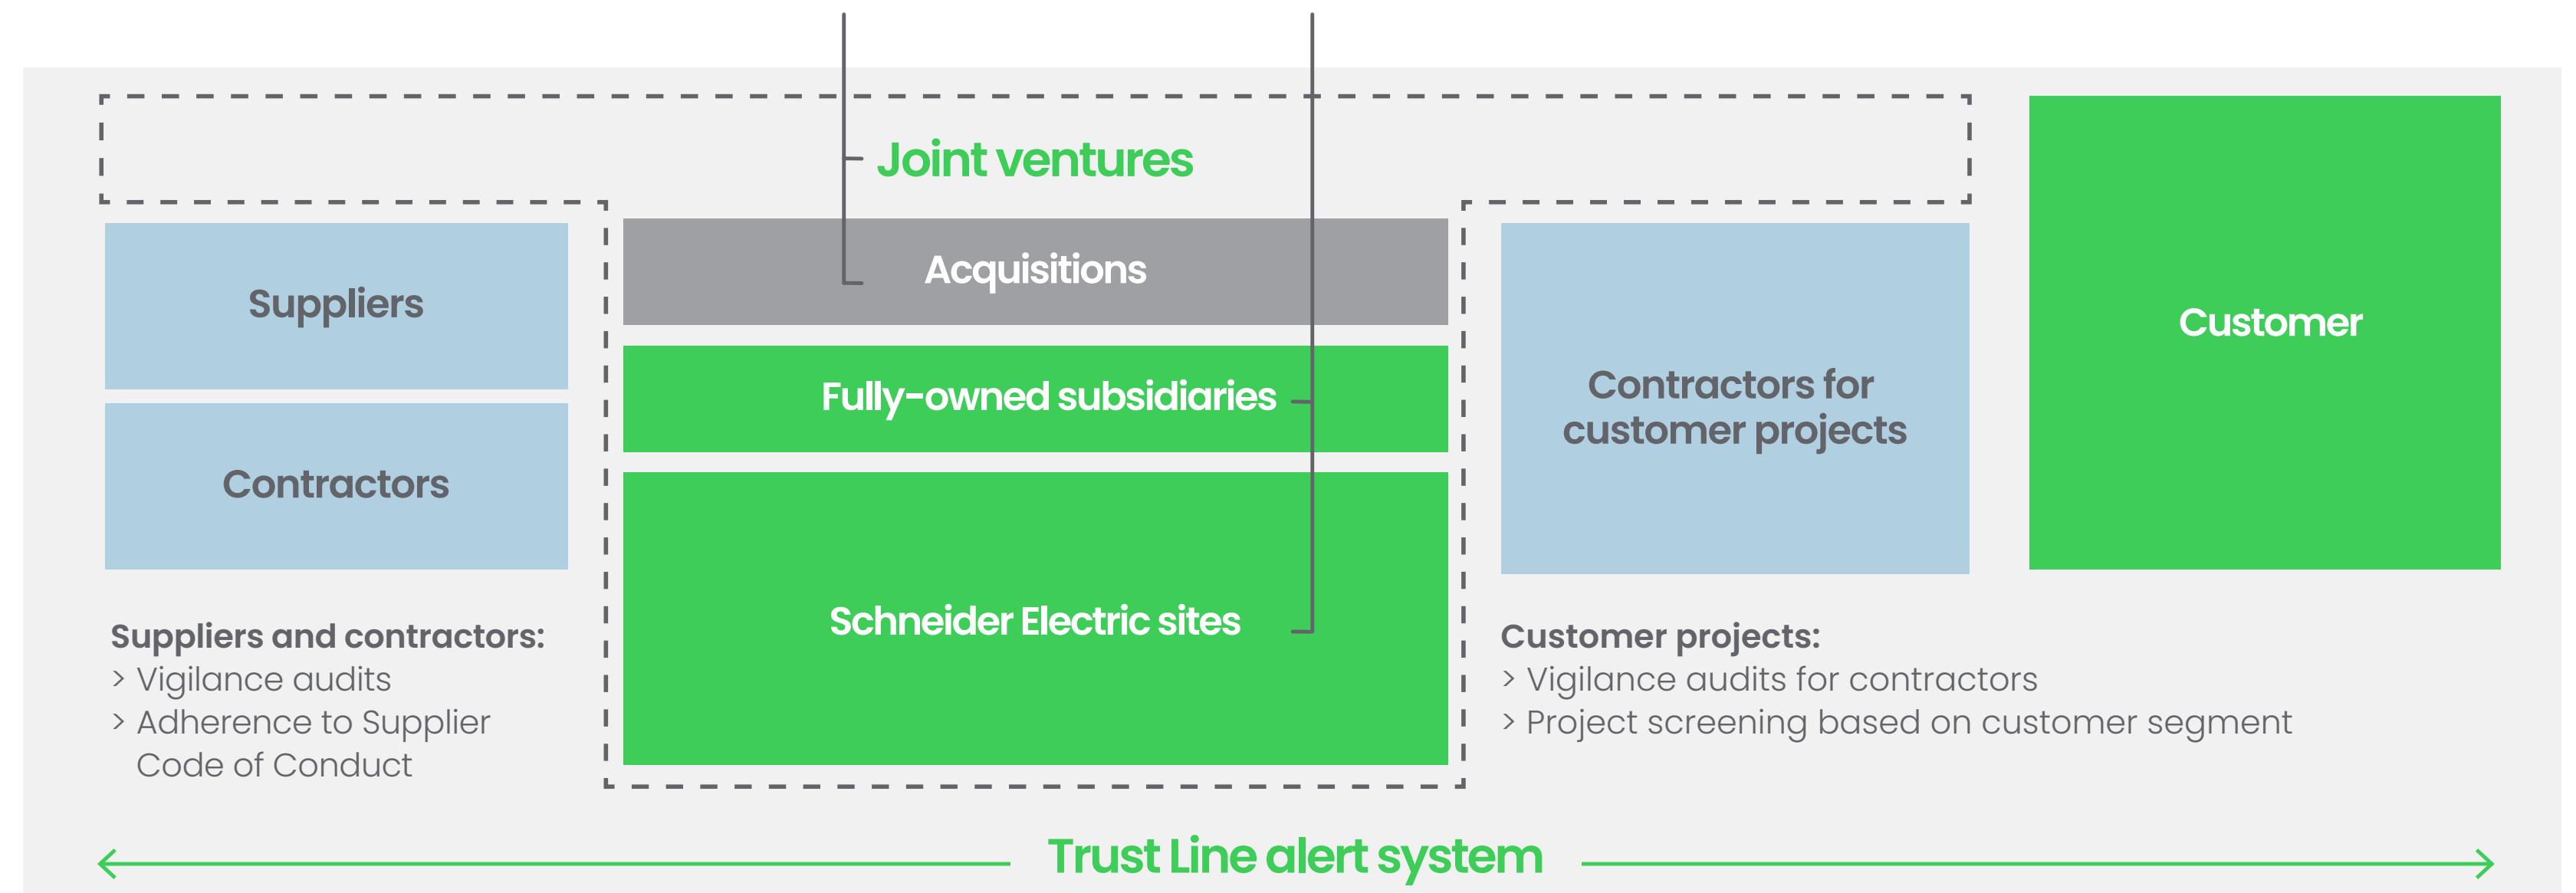 Joint ventures
Suppliers
Contractors
Acquisitions
Fully-owned subsidiaries
Schneider Electric sites
Contractors for
customer projects
Customer
Suppliers and contractors:
> Vigilance audits
> Adherence to Supplier
Code of Conduct
Customer projects:
> Vigilance audits for contractors
> Project screening based on customer segment
Trust Line alert system